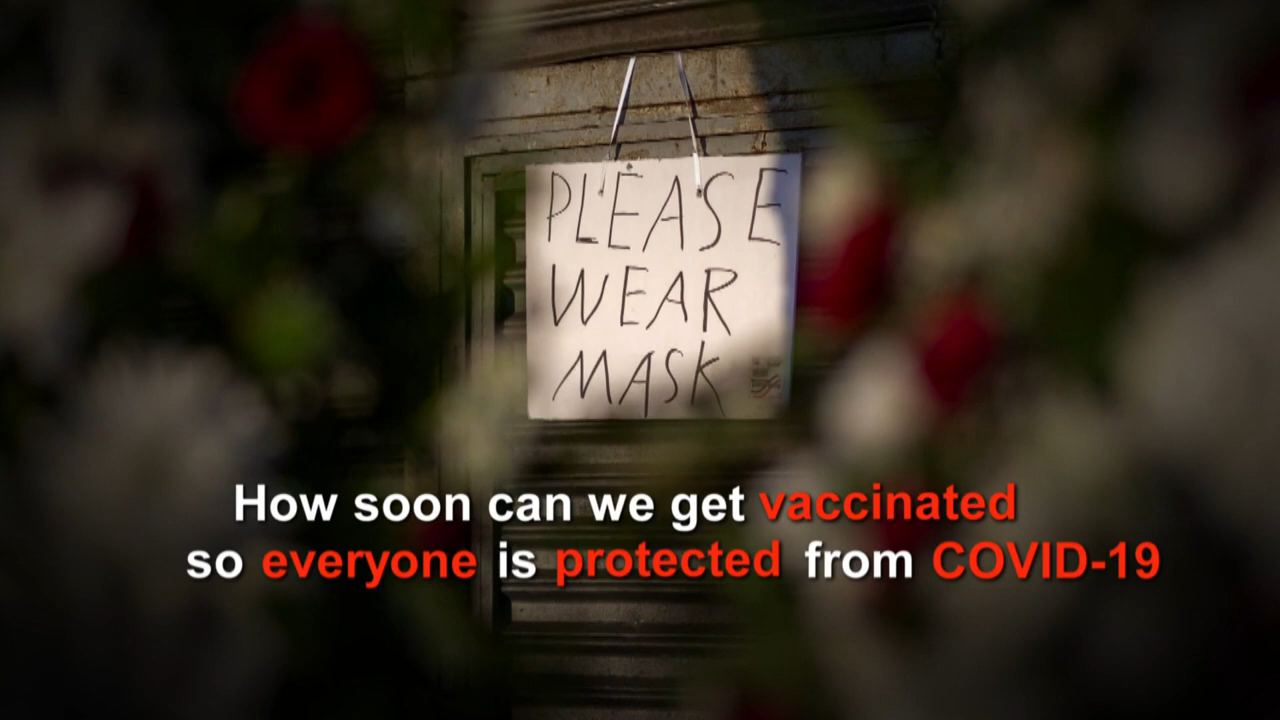 PLEASE
WEAR
MASK
How soon can we get vaccinated
so everyone is protected from COVID-19